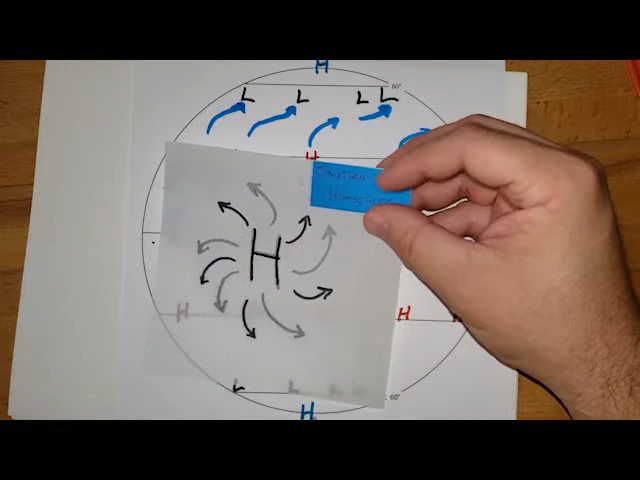 H
L L L L
60°
H
Southern
Hemisphere
H
H H
L L
60°
H